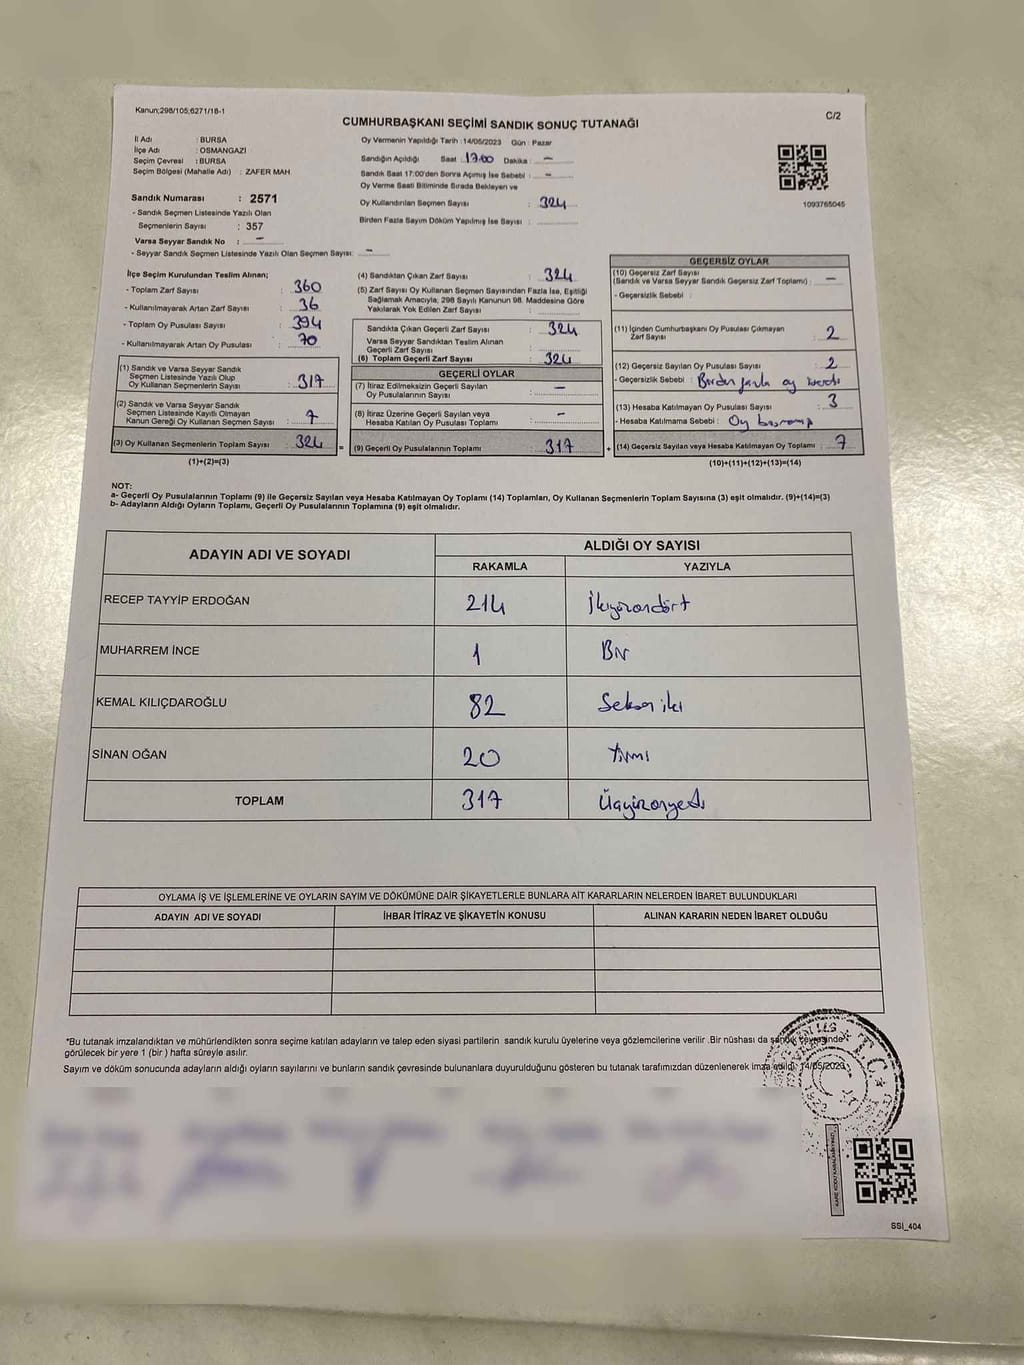 Kanun;298/105;6271/18-1
C/2
CUMHURBAŞKANI SEÇİMİ SANDIK SONUÇ TUTANAĞI
İl Adı : BURSA
İlçe Adı : OSMANGAZİ
Seçim Çevresi : BURSA
Seçim Bölgesi (Mahalle Adı) : ZAFER MAH.
Sandık Numarası : 2571
- Sandık Seçmen Listesinde Yazılı Olan
Seçmenlerin Sayısı : 357
Varsa Seyyar Sandık No : -
- Seyyar Sandık Seçmen Listesinde Yazılı Olan Seçmen Sayısı: -
Oy Vermenin Yapıldığı Tarih : 14/05/2023 Gün : Pazar
Sandığın Açıldığı Saat 17:00 Dakika : -
Sandık Saat 17:00'den Sonra Açılmış İse Sebebi : -
Oy Verme Saati Bitiminde Sırada Bekleyen ve
Oy Kullandırılan Seçmen Sayısı : 324
Birden Fazla Sayım Döküm Yapılmış İse Sayısı :
1093765045
İlçe Seçim Kurulundan Teslim Alınan;
- Toplam Zarf Sayısı : 360
- Kullanılmayarak Artan Zarf Sayısı : 36
- Toplam Oy Pusulası Sayısı : 394
- Kullanılmayarak Artan Oy Pusulası : 70
(1) Sandık ve Varsa Seyyar Sandık
Seçmen Listesinde Yazılı Olup
Oy Kullanan Seçmenlerin Sayısı : 317
(2) Sandık ve Varsa Seyyar Sandık
Seçmen Listesinde Kayıtlı Olmayan
Kanun Gereği Oy Kullanan Seçmen Sayısı : 7
(3) Oy Kullanan Seçmenlerin Toplam Sayısı : 324
(1)+(2)=(3)
(4) Sandıktan Çıkan Zarf Sayısı : 324
(5) Zarf Sayısı Oy Kullanan Seçmen Sayısından Fazla İse, Eşitliği
Sağlamak Amacıyla, 298 Sayılı Kanunun 98. Maddesine Göre
Yakılarak Yok Edilen Zarf Sayısı :
Sandıkta Çıkan Geçerli Zarf Sayısı : 324
Varsa Seyyar Sandıktan Teslim Alınan
Geçerli Zarf Sayısı :
(6) Toplam Geçerli Zarf Sayısı : 324
GEÇERLİ OYLAR
(7) İtiraz Edilmeksizin Geçerli Sayılan
Oy Pusulalarının Sayısı : -
(8) İtiraz Üzerine Geçerli Sayılan veya
Hesaba Katılan Oy Pusulası Toplamı : -
= (9) Geçerli Oy Pusulalarının Toplamı : 317
GEÇERSİZ OYLAR
(10) Geçersiz Zarf Sayısı
(Sandık ve Varsa Seyyar Sandık Geçersiz Zarf Toplamı) : -
- Geçersizlik Sebebi :
(11) İçinden Cumhurbaşkanı Oy Pusulası Çıkmayan
Zarf Sayısı : 2
(12) Geçersiz Sayılan Oy Pusulası Sayısı : 2
- Geçersizlik Sebebi : Birden fazla oy
(13) Hesaba Katılmayan Oy Pusulası Sayısı : 3
- Hesaba Katılmama Sebebi : Oy basmamış
+ (14) Geçersiz Sayılan veya Hesaba Katılmayan Oy Toplamı : 7
(10)+(11)+(12)+(13)=(14)
NOT:
a- Geçerli Oy Pusulalarının Toplamı (9) ile Geçersiz Sayılan veya Hesaba Katılmayan Oy Toplamı (14) Toplamları, Oy Kullanan Seçmenlerin Toplam Sayısına (3) eşit olmalıdır. (9)+(14)=(3)
b- Adayların Aldığı Oyların Toplamı, Geçerli Oy Pusulalarının Toplamına (9) eşit olmalıdır.
ADAYIN ADI VE SOYADI
ALDIĞI OY SAYISI
RAKAMLA YAZIYLA
RECEP TAYYİP ERDOĞAN 214 İkiyüzondört
MUHARREM İNCE 1 Bir
KEMAL KILIÇDAROĞLU 82 Seksen iki
SİNAN OĞAN 20 Yirmi
TOPLAM 317 Üçyüzonyedi
OYLAMA İŞ VE İŞLEMLERİNE VE OYLARIN SAYIM VE DÖKÜMÜNE DAİR ŞİKAYETLERLE BUNLARA AİT KARARLARIN NELERDEN İBARET BULUNDUKLARI
ADAYIN ADI VE SOYADI İHBAR İTİRAZ VE ŞİKAYETİN KONUSU ALINAN KARARIN NEDEN İBARET OLDUĞU
*Bu tutanak imzalandıktan ve mühürlendikten sonra seçime katılan adayların ve talep eden siyasi partilerin sandık kurulu üyelerine veya gözlemcilerine verilir .Bir nüshası da sandık çevresinde
görülecek bir yere 1 (bir ) hafta süreyle asılır.
Sayım ve döküm sonucunda adayların aldığı oyların sayılarını ve bunların sandık çevresinde bulunanlara duyurulduğunu gösteren bu tutanak tarafımızdan düzenlenerek imza edildi. 14/05/2023
T.C.
KARE KODU KARALAMAYINIZ!
SSİ_404